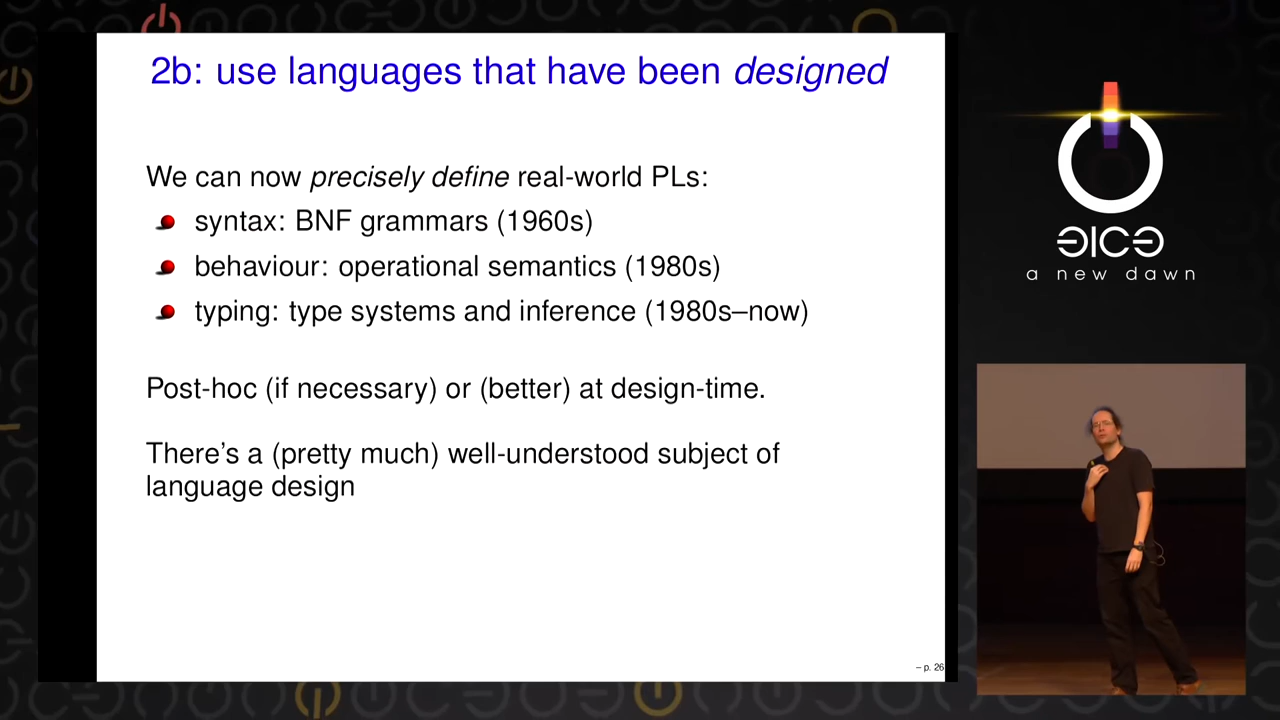 2b: use languages that have been designed
We can now precisely define real-world PLs:
syntax: BNF grammars (1960s)
behaviour: operational semantics (1980s)
typing: type systems and inference (1980s–now)
Post-hoc (if necessary) or (better) at design-time.
There's a (pretty much) well-understood subject of
language design
– p. 26
31C3
a new dawn